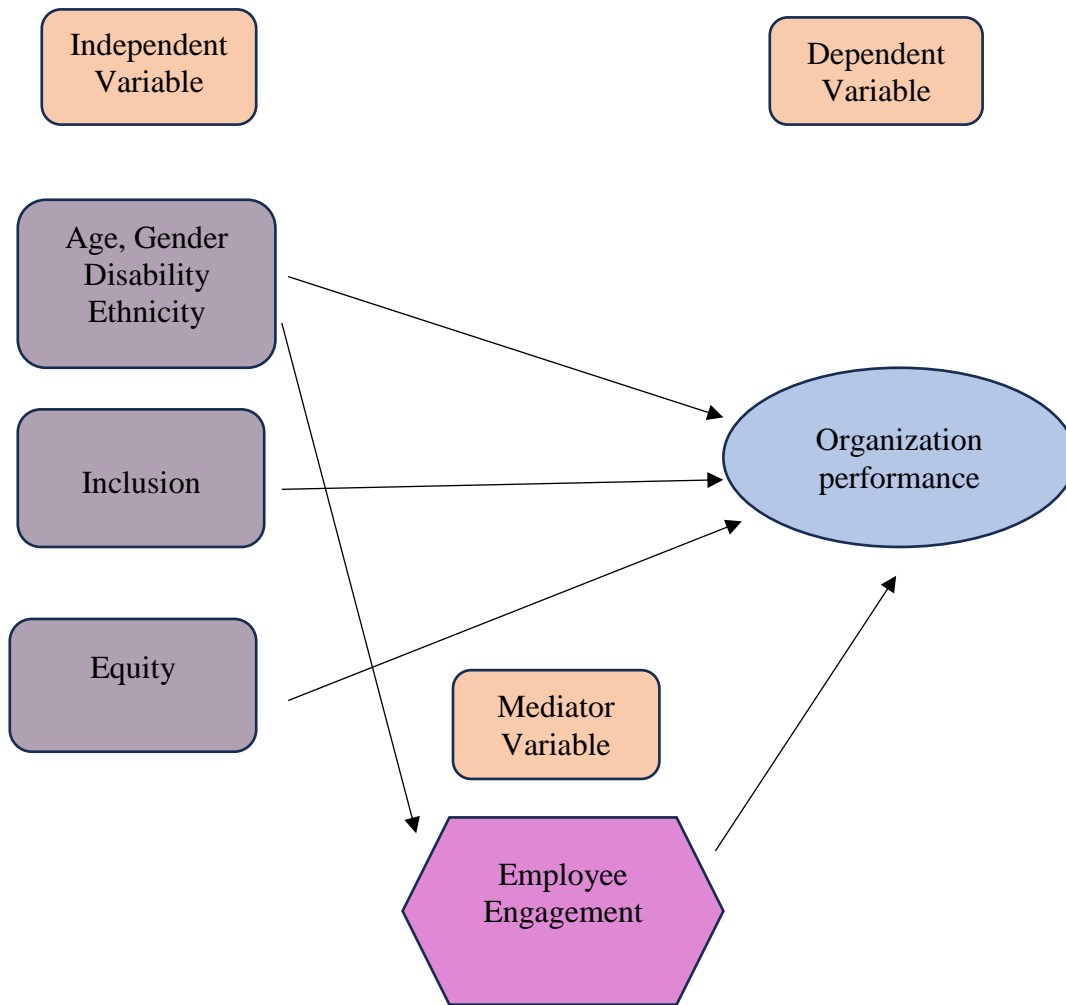 Independent
Variable
Dependent
Variable
Age, Gender
Disability
Ethnicity
Organization
performance
Inclusion
Equity
Mediator
Variable
Employee
Engagement